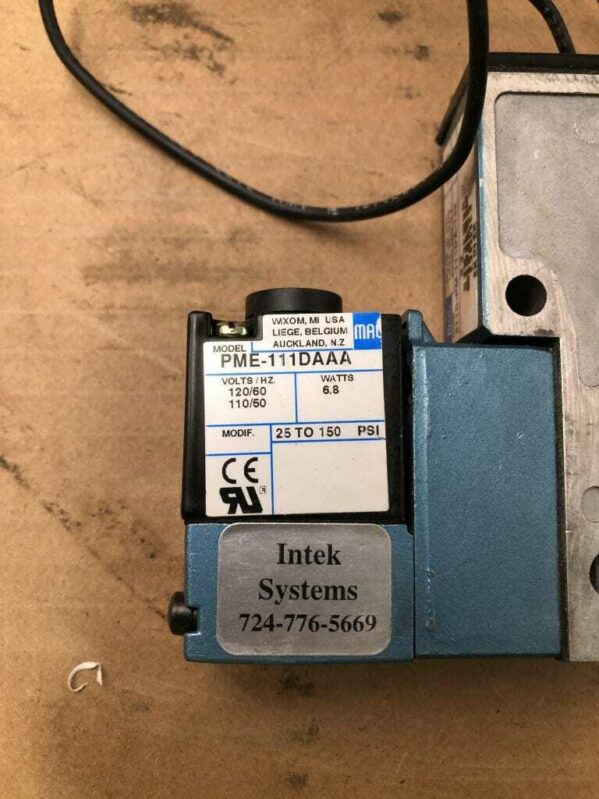 WIXOM, MI USA
LIEGE, BELGIUM
AUCKLAND, N.Z
MAC
MODEL
PME-111DAAA
VOLTS/HZ.
120/60
110/50
WATTS
6.8
MODIF.
25 TO 150 PSI
CE
Intek
Systems
724-776-5669